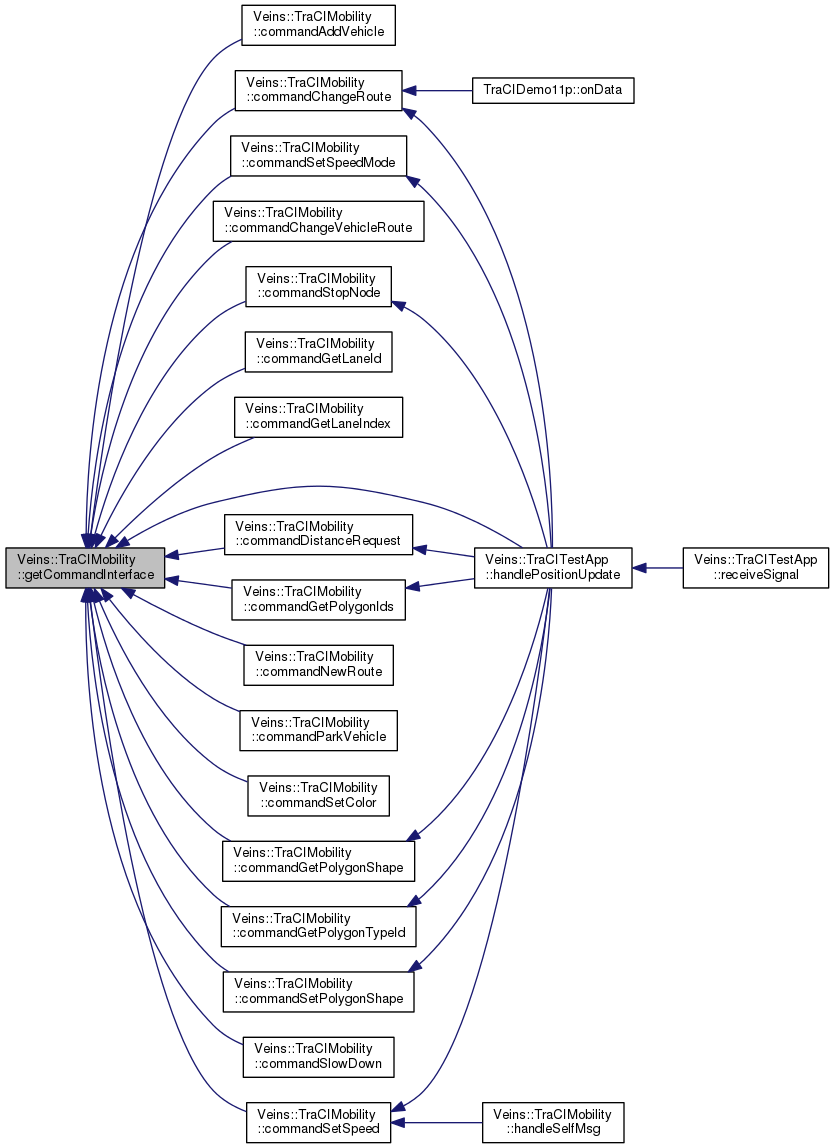 Veins::TraCIMobility
::commandAddVehicle
Veins::TraCIMobility
::commandChangeRoute
TraCIDemo11p::onData
Veins::TraCIMobility
::commandSetSpeedMode
Veins::TraCIMobility
::commandChangeVehicleRoute
Veins::TraCIMobility
::commandStopNode
Veins::TraCIMobility
::commandGetLaneId
Veins::TraCIMobility
::commandGetLaneIndex
Veins::TraCIMobility
::commandDistanceRequest
Veins::TraCIMobility
::getCommandInterface
Veins::TraCITestApp
::handlePositionUpdate
Veins::TraCITestApp
::receiveSignal
Veins::TraCIMobility
::commandGetPolygonIds
Veins::TraCIMobility
::commandNewRoute
Veins::TraCIMobility
::commandParkVehicle
Veins::TraCIMobility
::commandSetColor
Veins::TraCIMobility
::commandGetPolygonShape
Veins::TraCIMobility
::commandGetPolygonTypeId
Veins::TraCIMobility
::commandSetPolygonShape
Veins::TraCIMobility
::commandSlowDown
Veins::TraCIMobility
::commandSetSpeed
Veins::TraCIMobility
::handleSelfMsg